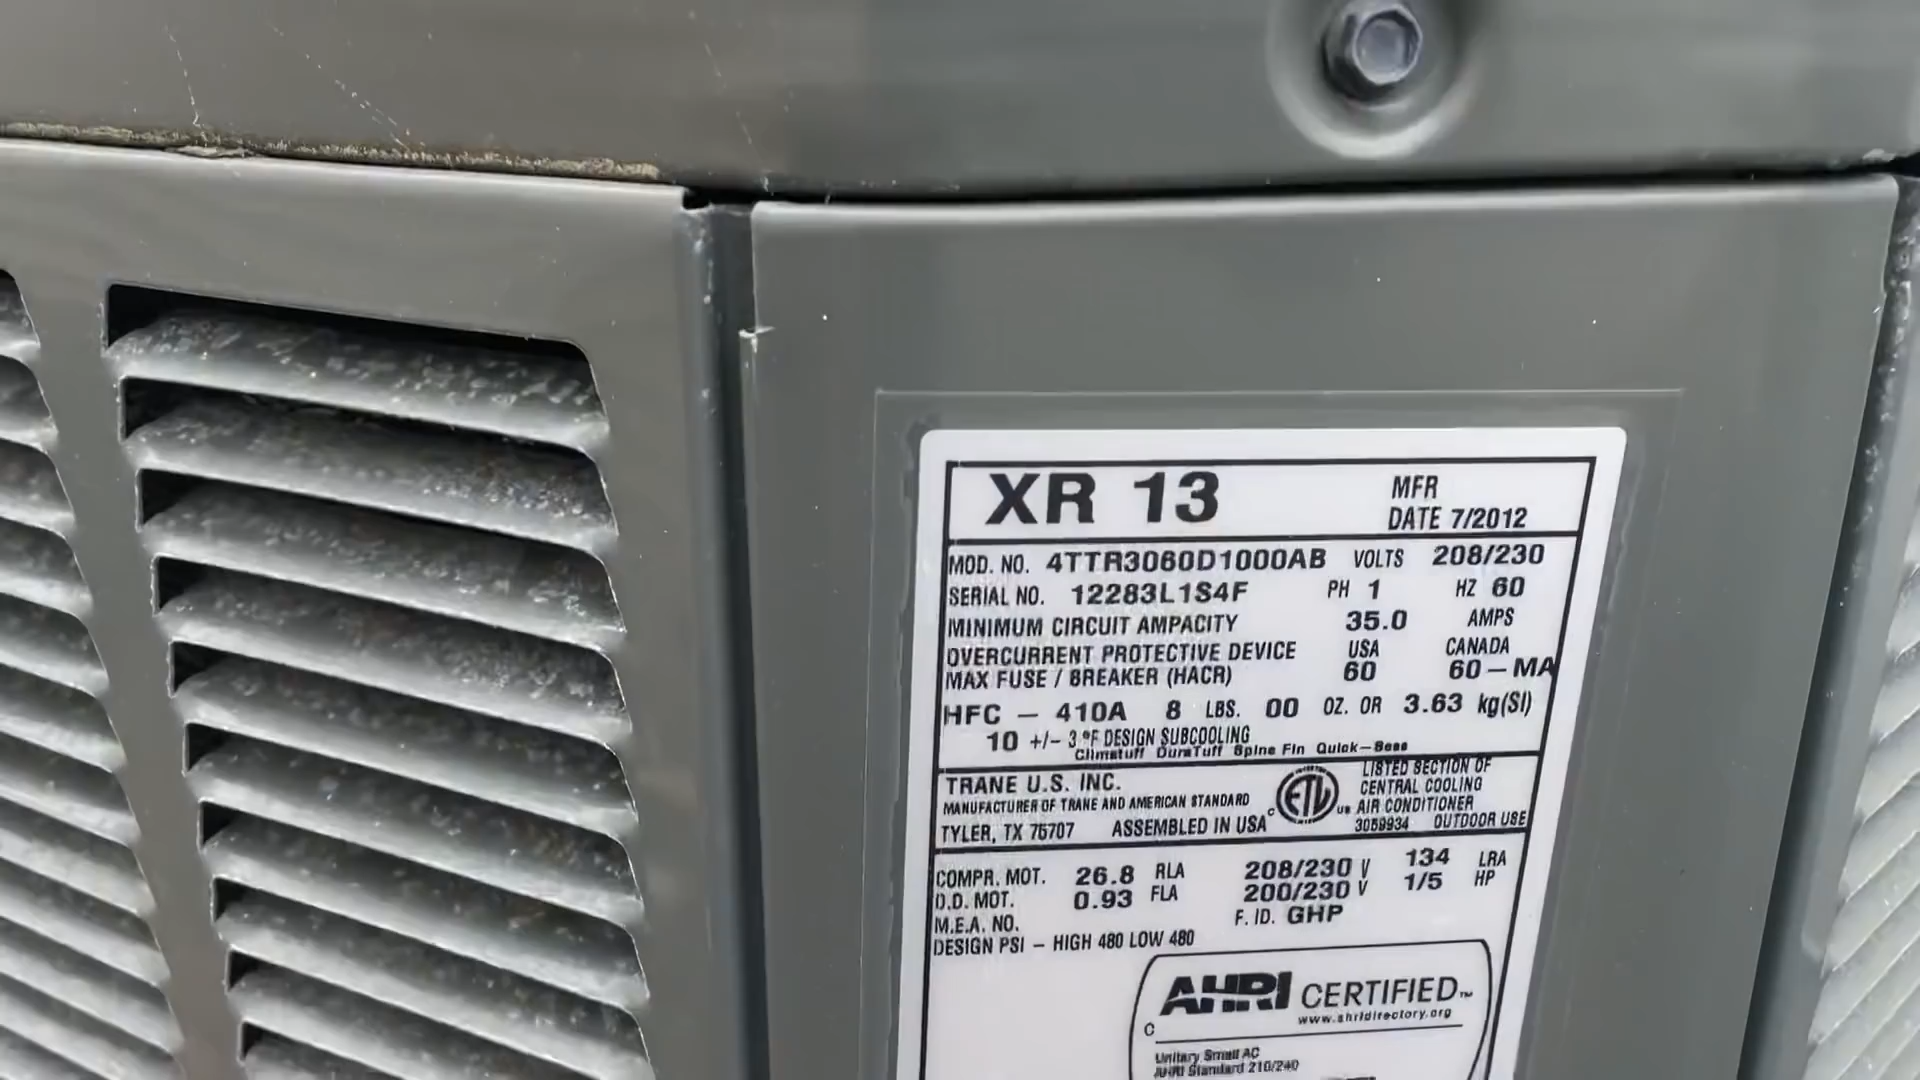 XR 13
MFR
DATE 7/2012
MOD. NO. 4TTR3060D1000AB VOLTS 208/230
SERIAL NO. 12283L1S4F PH 1 HZ 60
MINIMUM CIRCUIT AMPACITY 35.0 AMPS
OVERCURRENT PROTECTIVE DEVICE USA CANADA
MAX FUSE / BREAKER (HACR) 60 60-MA
HFC - 410A 8 LBS. 00 OZ. OR 3.63 kg(SI)
10 +/- 3 °F DESIGN SUBCOOLING
Climatuff DuraTuff Spine Fin Quick-Sess
TRANE U.S. INC.
MANUFACTURER OF TRANE AND AMERICAN STANDARD
TYLER, TX 75707 ASSEMBLED IN USA
C ETL US
LISTED SECTION OF
CENTRAL COOLING
AIR CONDITIONER
3059934 OUTDOOR USE
COMPR. MOT. 26.8 RLA 208/230 V 134 LRA
O.D. MOT. 0.93 FLA 200/230 V 1/5 HP
M.E.A. NO. F. ID. GHP
DESIGN PSI - HIGH 480 LOW 480
AHRI CERTIFIED™
www.ahridirectory.org
C
Unitary Small AC
AHRI Standard 210/240